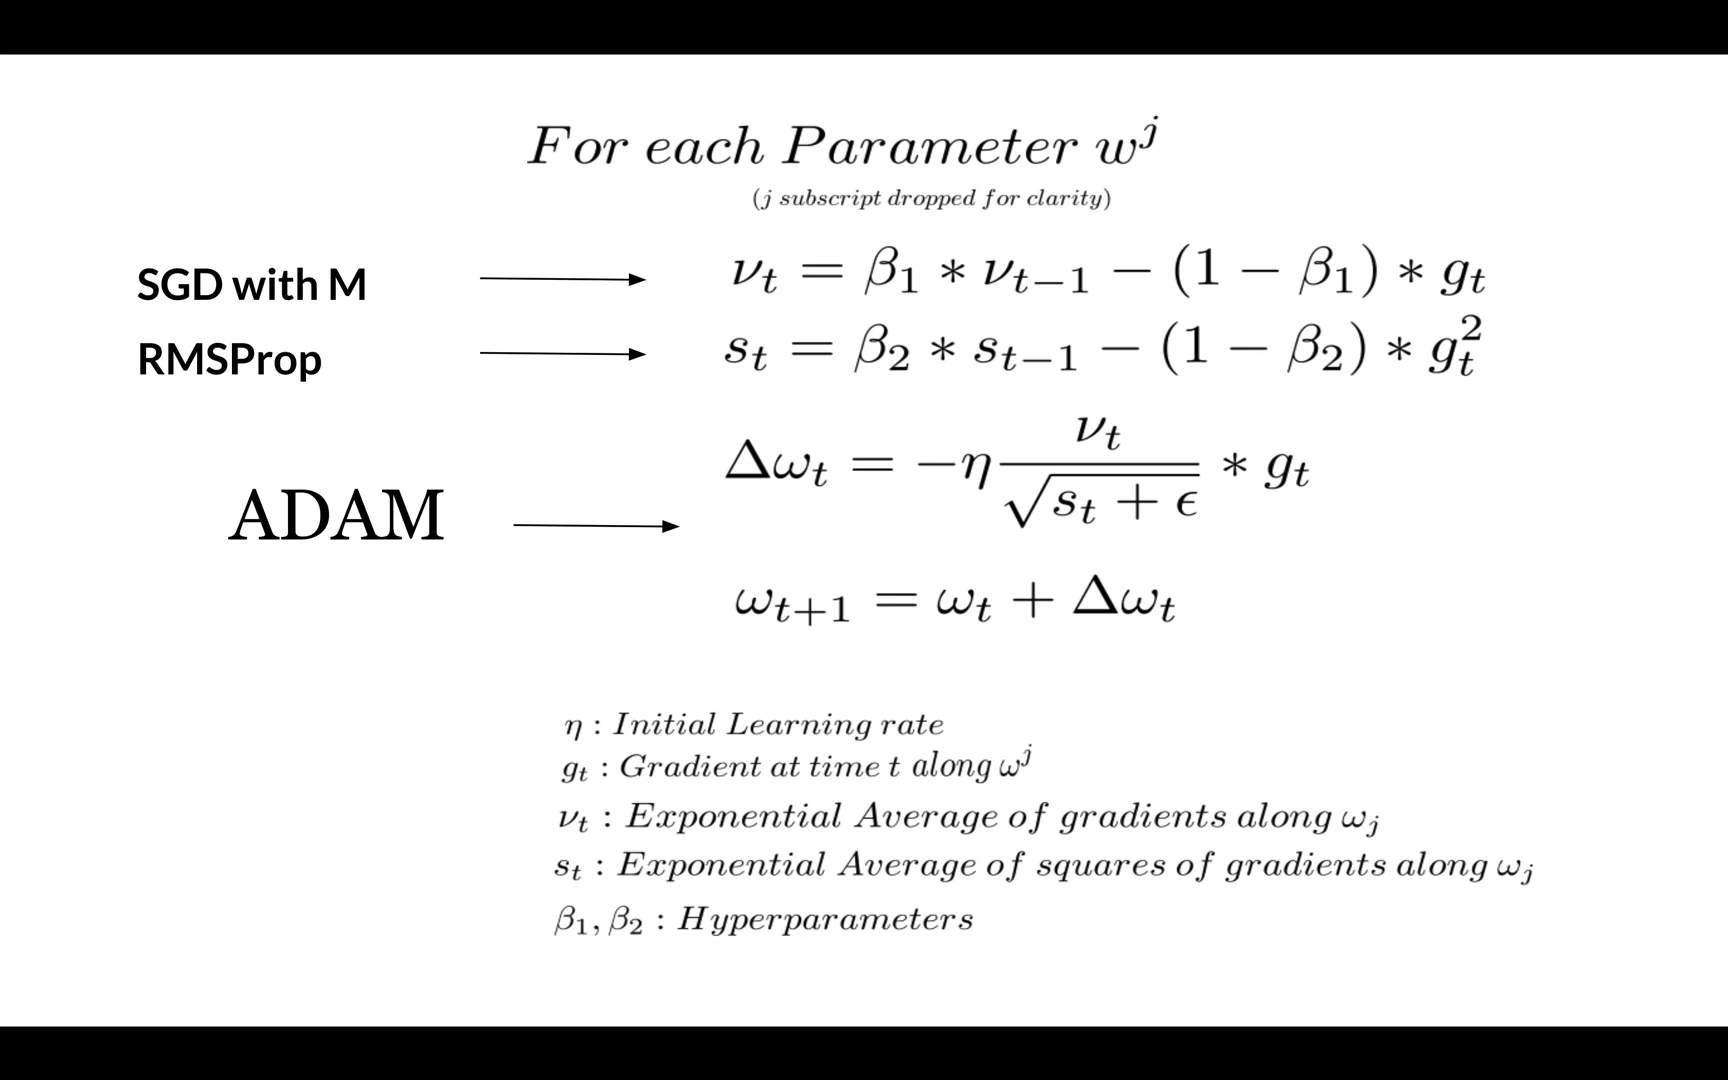 For each Parameter w^j
(j subscript dropped for clarity)
SGD with M
ν_t = β_1 * ν_{t−1} − (1 − β_1) * g_t
RMSProp
s_t = β_2 * s_{t−1} − (1 − β_2) * g_t^2
ADAM
Δω_t = −η \frac{ν_t}{\sqrt{s_t + ϵ}} * g_t
ω_{t+1} = ω_t + Δω_t
η : Initial Learning rate
g_t : Gradient at time t along ω^j
ν_t : Exponential Average of gradients along ω_j
s_t : Exponential Average of squares of gradients along ω_j
β_1, β_2 : Hyperparameters